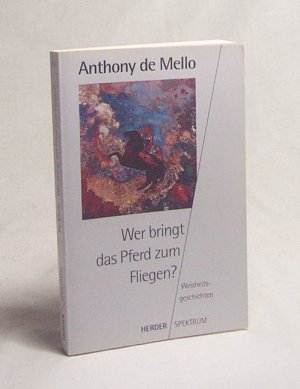 Anthony de Mello
Wer bringt
das Pferd zum
Fliegen?
Weisheits-
geschichten
HERDER / SPEKTRUM